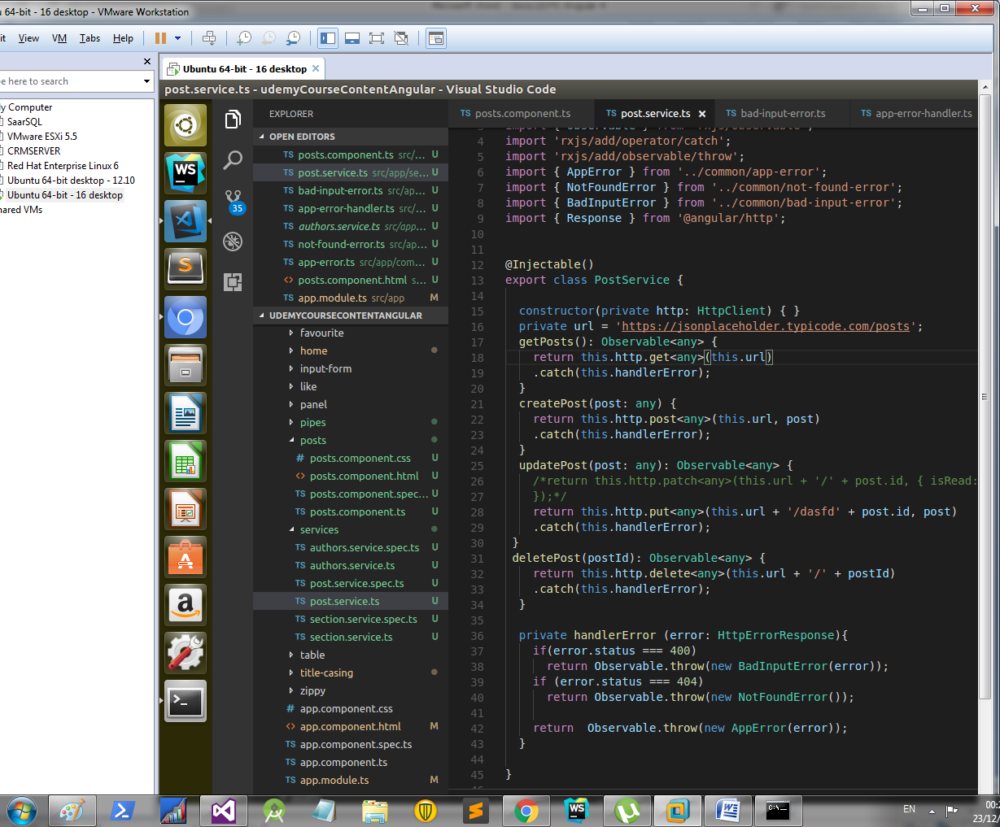 u 64-bit - 16 desktop - VMware Workstation
it View VM Tabs Help
e here to search
y Computer
SaarSQL
VMware ESXi 5.5
CRMSERVER
Red Hat Enterprise Linux 6
Ubuntu 64-bit desktop - 12.10
Ubuntu 64-bit - 16 desktop
hared VMs
Ubuntu 64-bit - 16 desktop
post.service.ts - udemyCourseContentAngular - Visual Studio Code
WS
S
a
35
EXPLORER
OPEN EDITORS
TS posts.component.ts src/... U
TS post.service.ts src/app/se... U
TS bad-input-error.ts src/ap... U
TS app-error-handler.ts src/... U
TS authors.service.ts src/app... U
TS not-found-error.ts src/ap... U
TS app-error.ts src/app/com... U
<> posts.component.html s... U
TS app.module.ts src/app M
UDEMYCOURSECONTENTANGULAR
favourite
home
input-form
like
panel
pipes
posts
# posts.component.css U
<> posts.component.html U
TS posts.component.spec... U
TS posts.component.ts U
services
TS authors.service.spec.ts U
TS authors.service.ts U
TS post.service.spec.ts U
TS post.service.ts U
TS section.service.spec.ts U
TS section.service.ts U
table
title-casing
zippy
# app.component.css
<> app.component.html M
TS app.component.spec.ts
TS app.component.ts
TS app.module.ts M
TS posts.component.ts TS post.service.ts × TS bad-input-error.ts TS app-error-handler.ts
3 import { Observable } from 'rxjs/observable';
4 import 'rxjs/add/operator/catch';
5 import 'rxjs/add/observable/throw';
6 import { AppError } from '../common/app-error';
7 import { NotFoundError } from '../common/not-found-error';
8 import { BadInputError } from '../common/bad-input-error';
9 import { Response } from '@angular/http';
10
11
12 @Injectable()
13 export class PostService {
14
15 constructor(private http: HttpClient) { }
16 private url = 'https://jsonplaceholder.typicode.com/posts';
17 getPosts(): Observable<any> {
18 return this.http.get<any>(this.url)
19 .catch(this.handlerError);
20 }
21 createPost(post: any) {
22 return this.http.post<any>(this.url, post)
23 .catch(this.handlerError);
24 }
25 updatePost(post: any): Observable<any> {
26 /*return this.http.patch<any>(this.url + '/' + post.id, { isRead:
27 });*/
28 return this.http.put<any>(this.url + '/dasfd' + post.id, post)
29 .catch(this.handlerError);
30 }
31 deletePost(postId): Observable<any> {
32 return this.http.delete<any>(this.url + '/' + postId)
33 .catch(this.handlerError);
34 }
35
36 private handlerError (error: HttpErrorResponse){
37 if(error.status === 400)
38 return Observable.throw(new BadInputError(error));
39 if (error.status === 404)
40 return Observable.throw(new NotFoundError());
41
42 return Observable.throw(new AppError(error));
43 }
44
45 }
EN
00:
23/12/